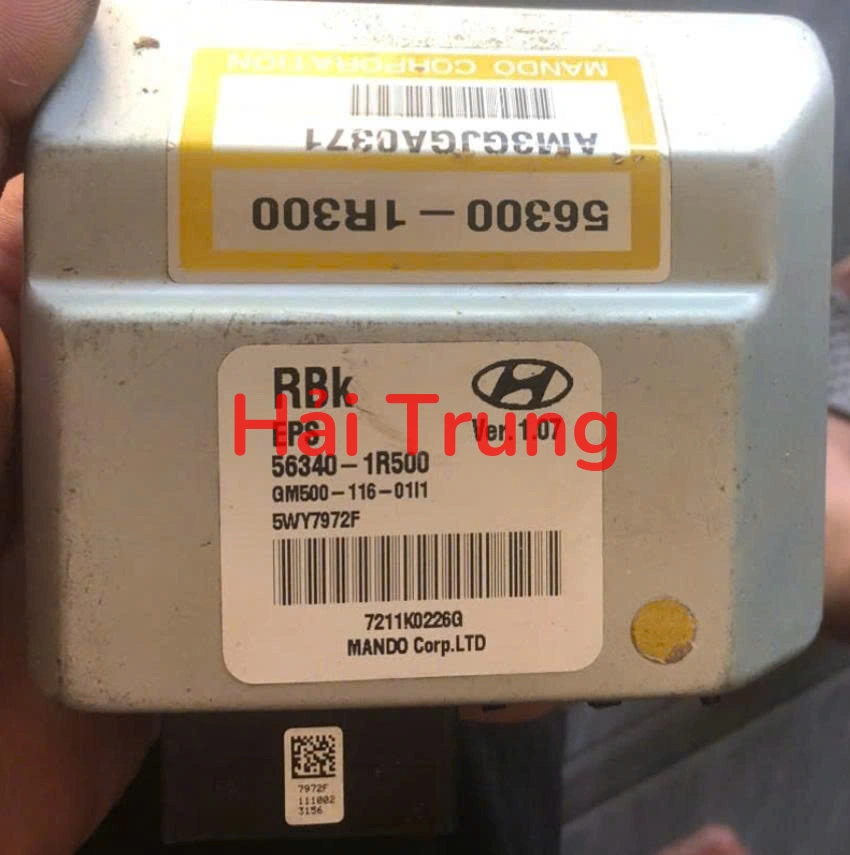 MANDO CORPORATION
AM3GJGA0371
56300-1R300
RBk
EPS
Ver. 1.07
56340-1R500
GM500-116-01I1
5WY7972F
7211K0226G
MANDO Corp.LTD
Hải Trung
7972F
111002
3156